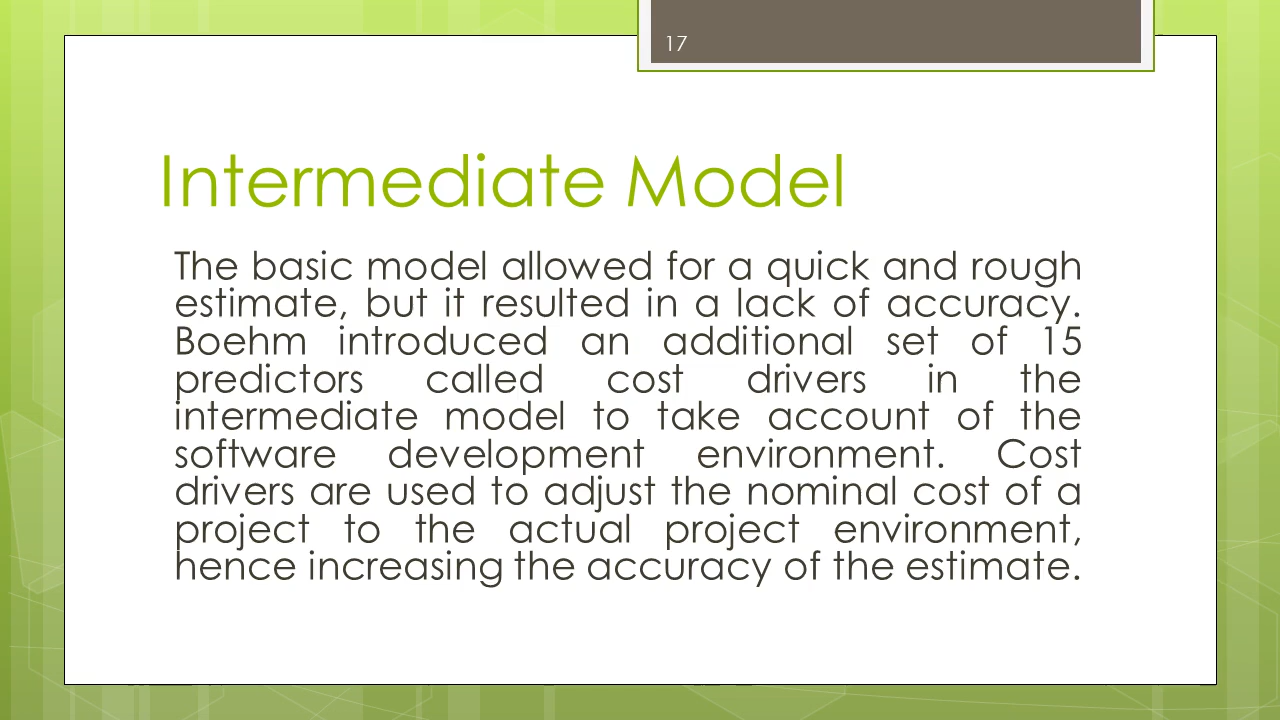 17
Intermediate Model
The basic model allowed for a quick and rough
estimate, but it resulted in a lack of accuracy.
Boehm introduced an additional set of 15
predictors called cost drivers in the
intermediate model to take account of the
software development environment. Cost
drivers are used to adjust the nominal cost of a
project to the actual project environment,
hence increasing the accuracy of the estimate.